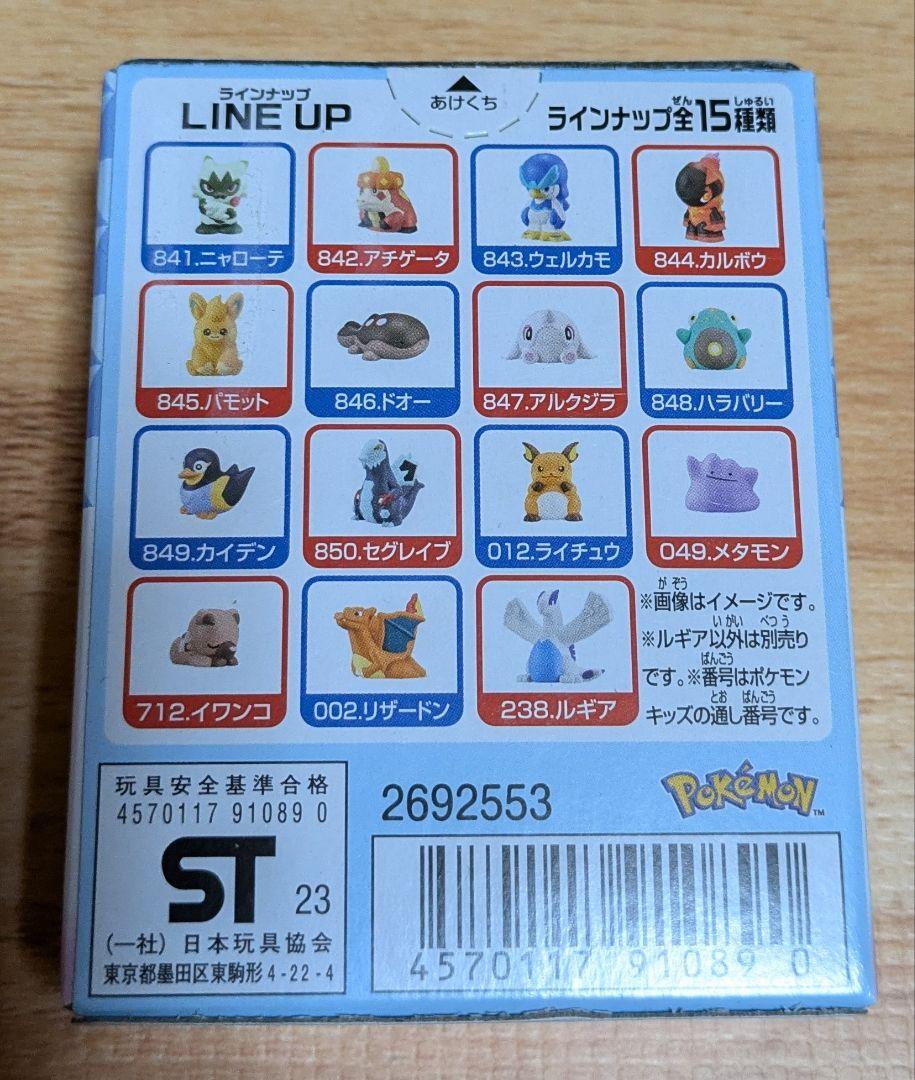 ラインナップ
LINE UP
あけくち
ぜん しゅるい
ラインナップ全15種類
841.ニャローテ
842.アチゲータ
843.ウェルカモ
844.カルボウ
845.パモット
846.ドオー
847.アルクジラ
848.ハラバリー
849.カイデン
850.セグレイブ
012.ライチュウ
049.メタモン
712.イワンコ
002.リザードン
238.ルギア
がぞう
※画像はイメージです。
いがい べつう
※ルギア以外は別売り
ばんごう
です。※番号はポケモン
とお ばんごう
キッズの通し番号です。
玩具安全基準合格
4570117 91089 0
ST 23
(一社)日本玩具協会
東京都墨田区東駒形4-22-4
2692553
POKéMON™
4570117 91089 0